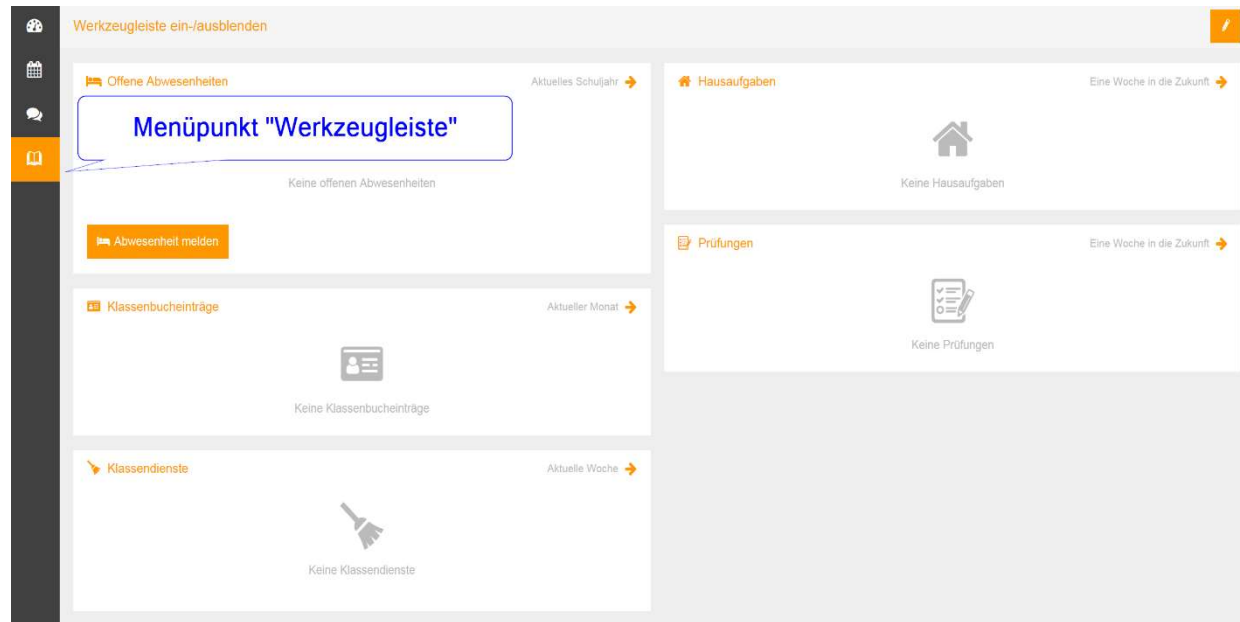 Werkzeugleiste ein-/ausblenden
Offene Abwesenheiten
Aktuelles Schuljahr
Menüpunkt "Werkzeugleiste"
Keine offenen Abwesenheiten
Abwesenheit melden
Klassenbucheinträge
Aktueller Monat
Keine Klassenbucheinträge
Klassendienste
Aktuelle Woche
Keine Klassendienste
Hausaufgaben
Eine Woche in die Zukunft
Keine Hausaufgaben
Prüfungen
Eine Woche in die Zukunft
Keine Prüfungen